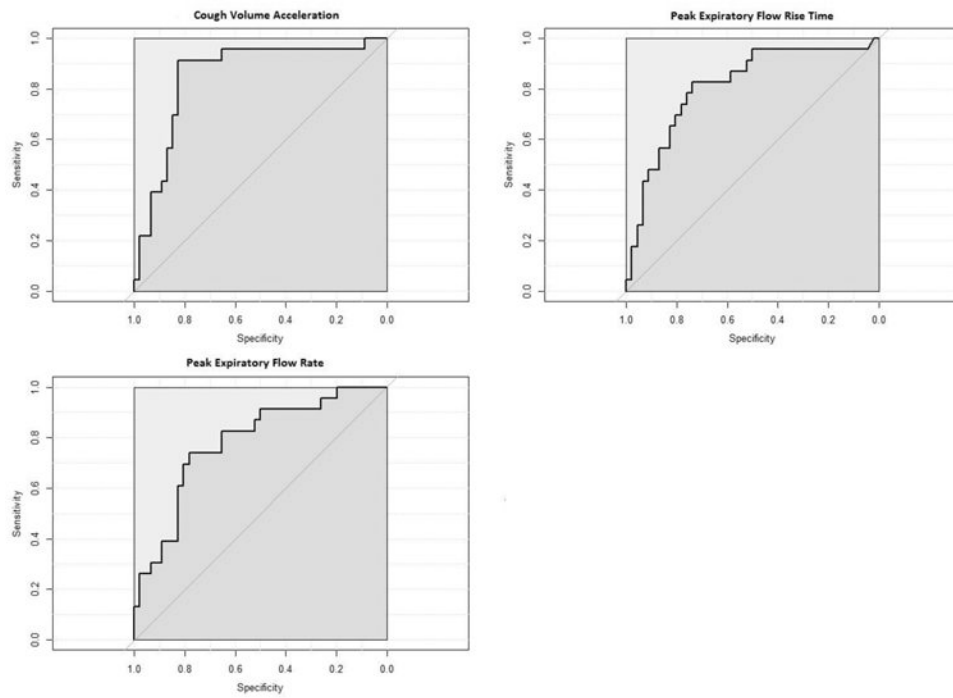 Cough Volume Acceleration
Sensitivity
1.0
0.8
0.6
0.4
0.2
0.0
1.0 0.8 0.6 0.4 0.2 0.0
Specificity
Peak Expiratory Flow Rise Time
Sensitivity
1.0
0.8
0.6
0.4
0.2
0.0
1.0 0.8 0.6 0.4 0.2 0.0
Specificity
Peak Expiratory Flow Rate
Sensitivity
1.0
0.8
0.6
0.4
0.2
0.0
1.0 0.8 0.6 0.4 0.2 0.0
Specificity